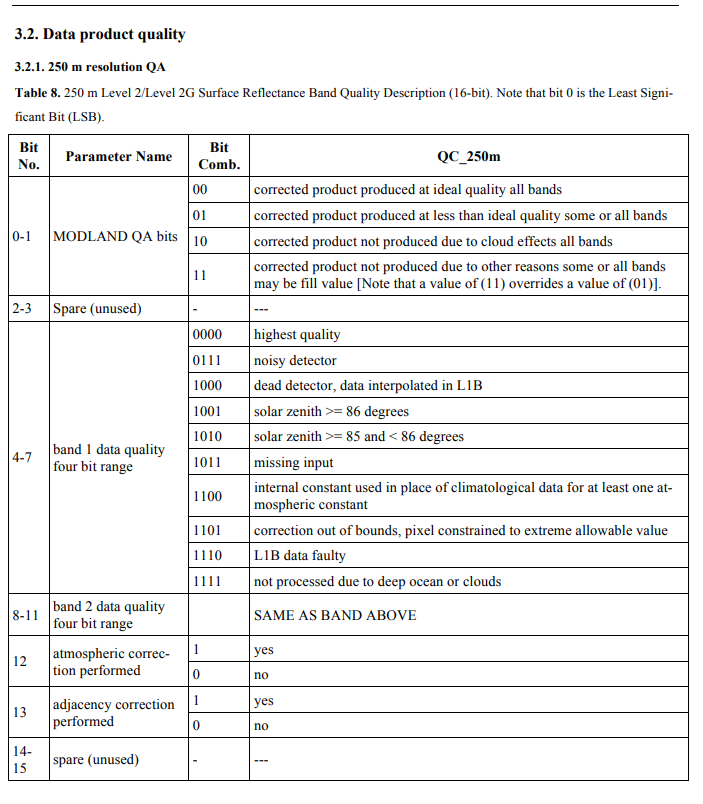 3.2. Data product quality
3.2.1. 250 m resolution QA
Table 8. 250 m Level 2/Level 2G Surface Reflectance Band Quality Description (16-bit). Note that bit 0 is the Least Signi-
ficant Bit (LSB).
Bit
No.
Parameter Name
Bit
Comb.
QC_250m
0-1
MODLAND QA bits
00
corrected product produced at ideal quality all bands
01
corrected product produced at less than ideal quality some or all bands
10
corrected product not produced due to cloud effects all bands
11
corrected product not produced due to other reasons some or all bands
may be fill value [Note that a value of (11) overrides a value of (01)].
2-3
Spare (unused)
-
---
4-7
band 1 data quality
four bit range
0000
highest quality
0111
noisy detector
1000
dead detector, data interpolated in L1B
1001
solar zenith >= 86 degrees
1010
solar zenith >= 85 and < 86 degrees
1011
missing input
1100
internal constant used in place of climatological data for at least one at-
mospheric constant
1101
correction out of bounds, pixel constrained to extreme allowable value
1110
L1B data faulty
1111
not processed due to deep ocean or clouds
8-11
band 2 data quality
four bit range
SAME AS BAND ABOVE
12
atmospheric correc-
tion performed
1
yes
0
no
13
adjacency correction
performed
1
yes
0
no
14-
15
spare (unused)
-
---